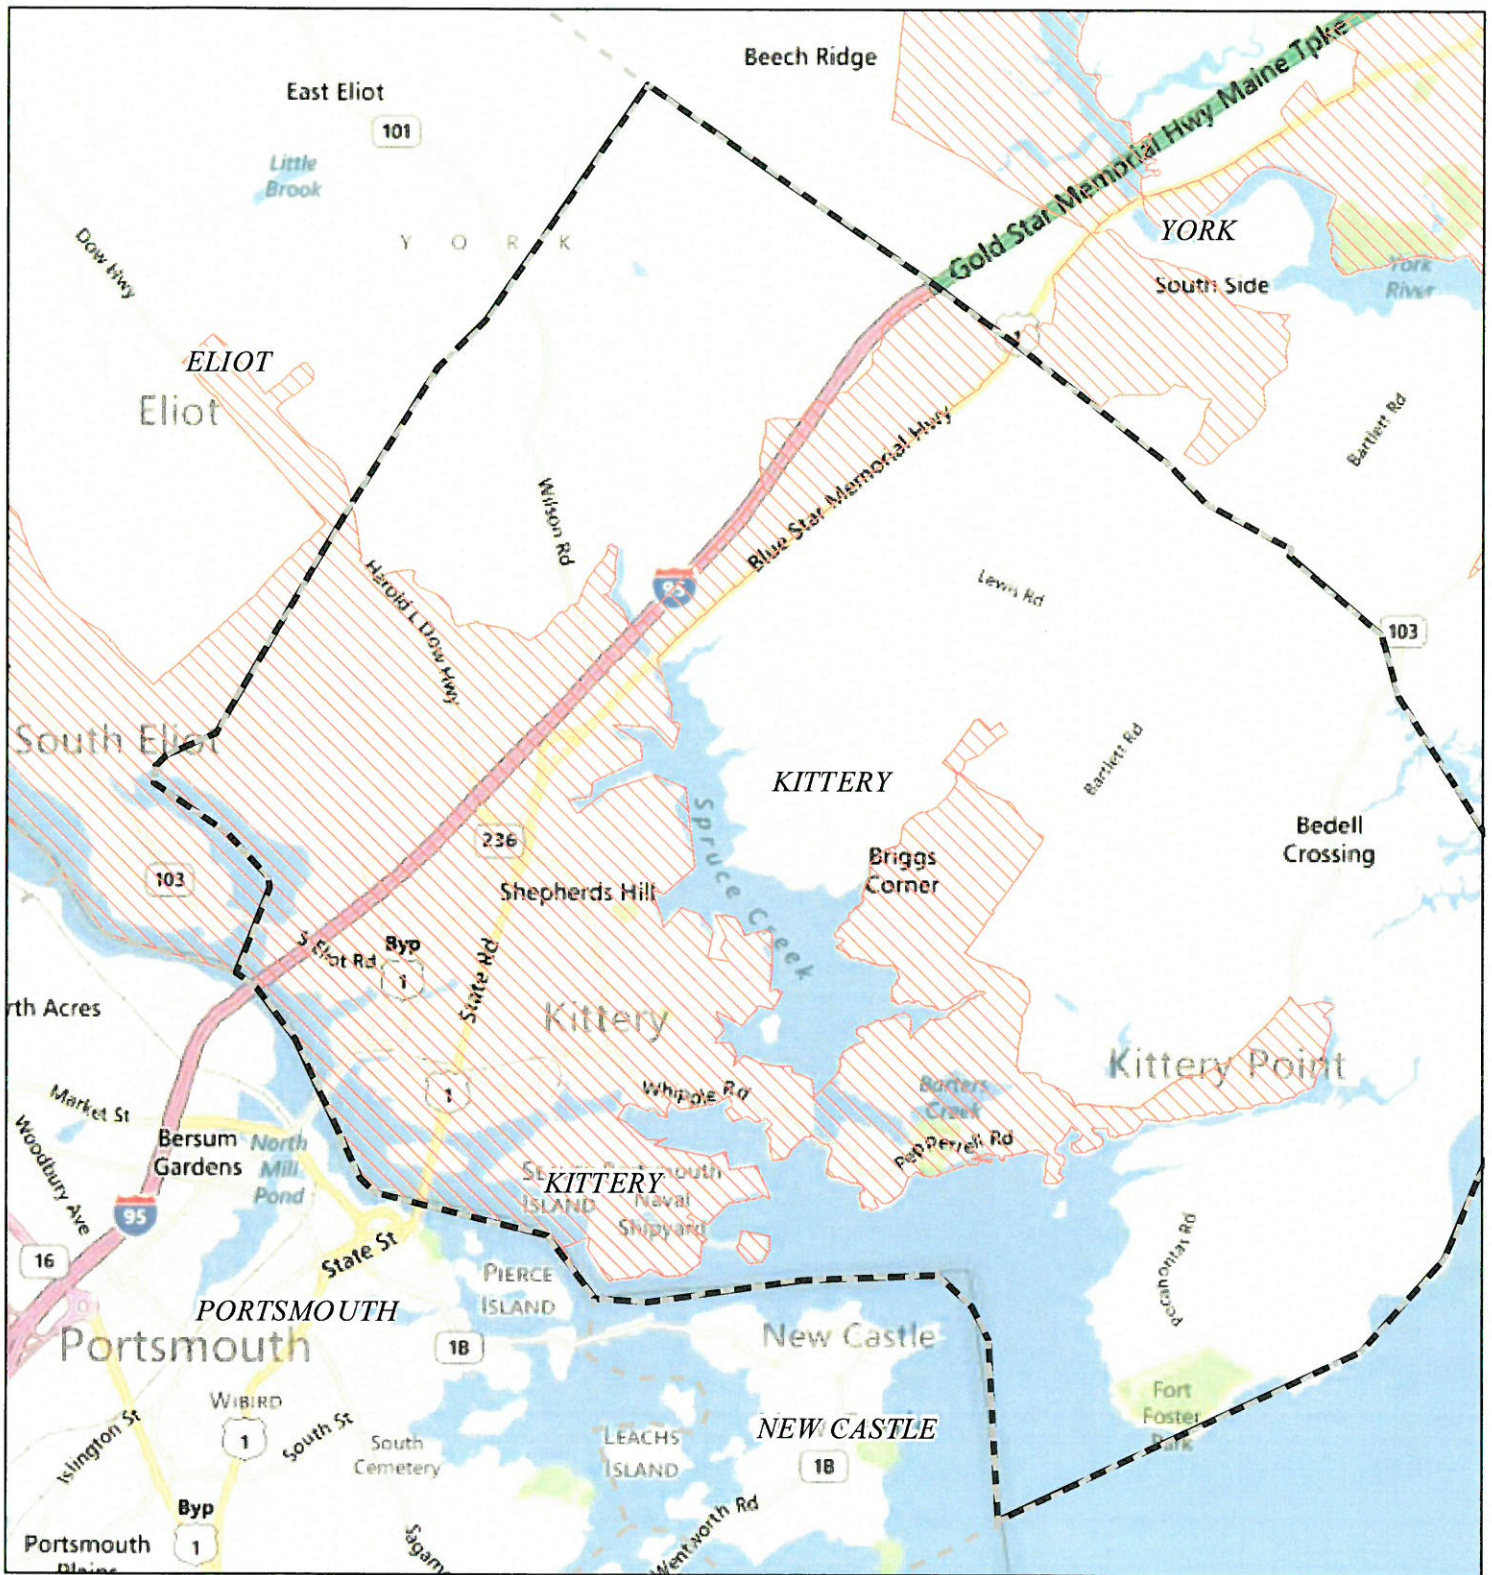 Beech Ridge
East Eliot
101
Little
Brook
Gold Star Memorial Hwy Maine Tpke
Y O R K
YORK
Dow Hwy
South Side
York
River
1
ELIOT
Eliot
Bartlett Rd
Blue Star Memorial Hwy
Wilson Rd
95
Lewis Rd
Harold L Dow Hwy
103
South Eliot
KITTERY
Bartlett Rd
Spruce Creek
236
Bedell
Crossing
Briggs
Corner
103
Shepherds Hill
S Eliot Rd
Byp
1
State Rd
rth Acres
Kittery
Kittery Point
1
Whipple Rd
Barters
Creek
Market St
Woodbury Ave
Bersum
Gardens
North
Mill
Pond
Pepperrell Rd
KITTERY
Portsmouth
ISLAND
Naval
Shipyard
95
16
State St
Pocahontas Rd
PIERCE
ISLAND
PORTSMOUTH
Portsmouth
1B
New Castle
WIBIRD
1
South St
Islington St
South
Cemetery
LEACHS
ISLAND
NEW CASTLE
1B
Fort
Foster
Park
Byp
1
Wentworth Rd
Sagam
Portsmouth
Plains